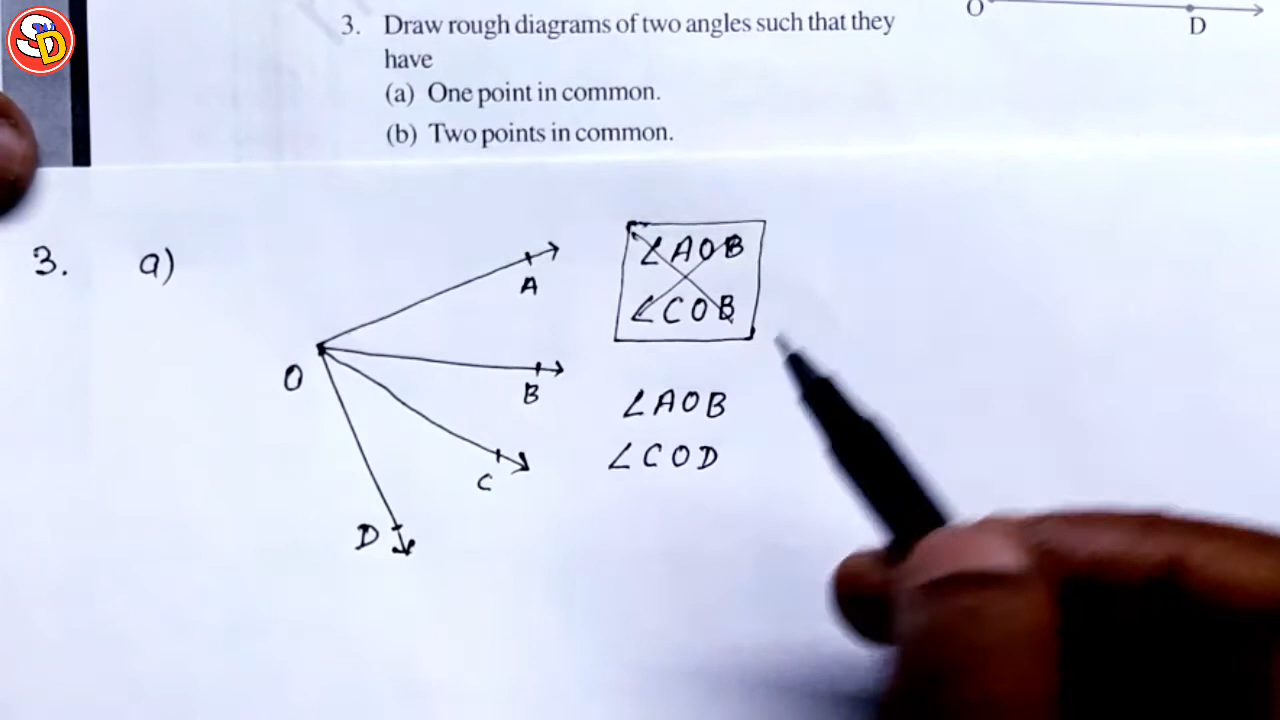 SD
3. Draw rough diagrams of two angles such that they
have
(a) One point in common.
(b) Two points in common.
O
D
3. a)
A
O
B
C
D
∠AOB
∠COB
∠AOB
∠COD